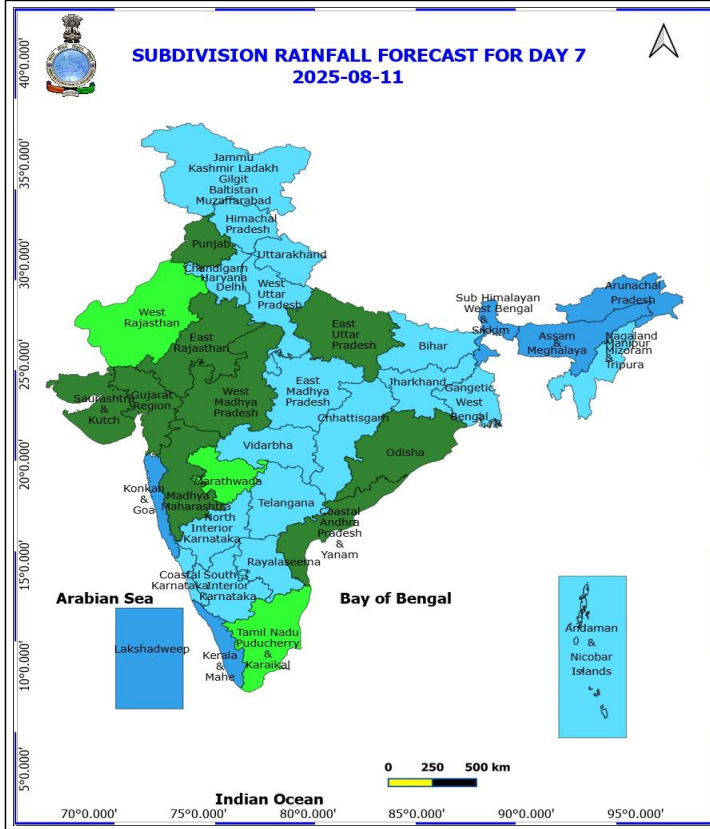 SUBDIVISION RAINFALL FORECAST FOR DAY 7
2025-08-11
40°0.000'
35°0.000'
30°0.000'
25°0.000'
20°0.000'
15°0.000'
10°0.000'
5°0.000'
Jammu
Kashmir Ladakh
Gilgit
Baltistan
Muzaffarabad
Himachal
Pradesh
Punjab
Uttarakhand
Chandigarh
Haryana
Delhi
West
Uttar
Pradesh
West
Rajasthan
East
Rajasthan
East
Uttar
Pradesh
Bihar
Sub Himalayan
West Bengal
&
Sikkim
Arunachal
Pradesh
Assam
&
Meghalaya
Nagaland
Manipur
Mizoram
&
Tripura
Saurashtra
&
Kutch
Gujarat
Region
West
Madhya
Pradesh
East
Madhya
Pradesh
Jharkhand
Gangetic
West
Bengal
Chhattisgarh
Vidarbha
Odisha
Konkan
&
Goa
Madhya
Maharashtra
Marathwada
Telangana
North
Interior
Karnataka
Coastal
Andhra
Pradesh
&
Yanam
Rayalaseema
Coastal
Karnataka
South
Interior
Karnataka
Arabian Sea
Bay of Bengal
Lakshadweep
Kerala
&
Mahe
Tamil Nadu
Puducherry
&
Karaikal
Andaman
&
Nicobar
Islands
0 250 500 km
Indian Ocean
70°0.000' 75°0.000' 80°0.000' 85°0.000' 90°0.000' 95°0.000'